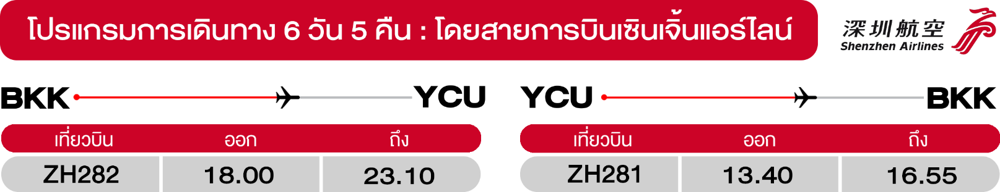 โปรแกรมการเดินทาง 6 วัน 5 คืน : โดยสายการบินเซินเจิ้นแอร์ไลน์
深圳航空
Shenzhen Airlines
BKK YCU
เที่ยวบิน ออก ถึง
ZH282 18.00 23.10
YCU BKK
เที่ยวบิน ออก ถึง
ZH281 13.40 16.55